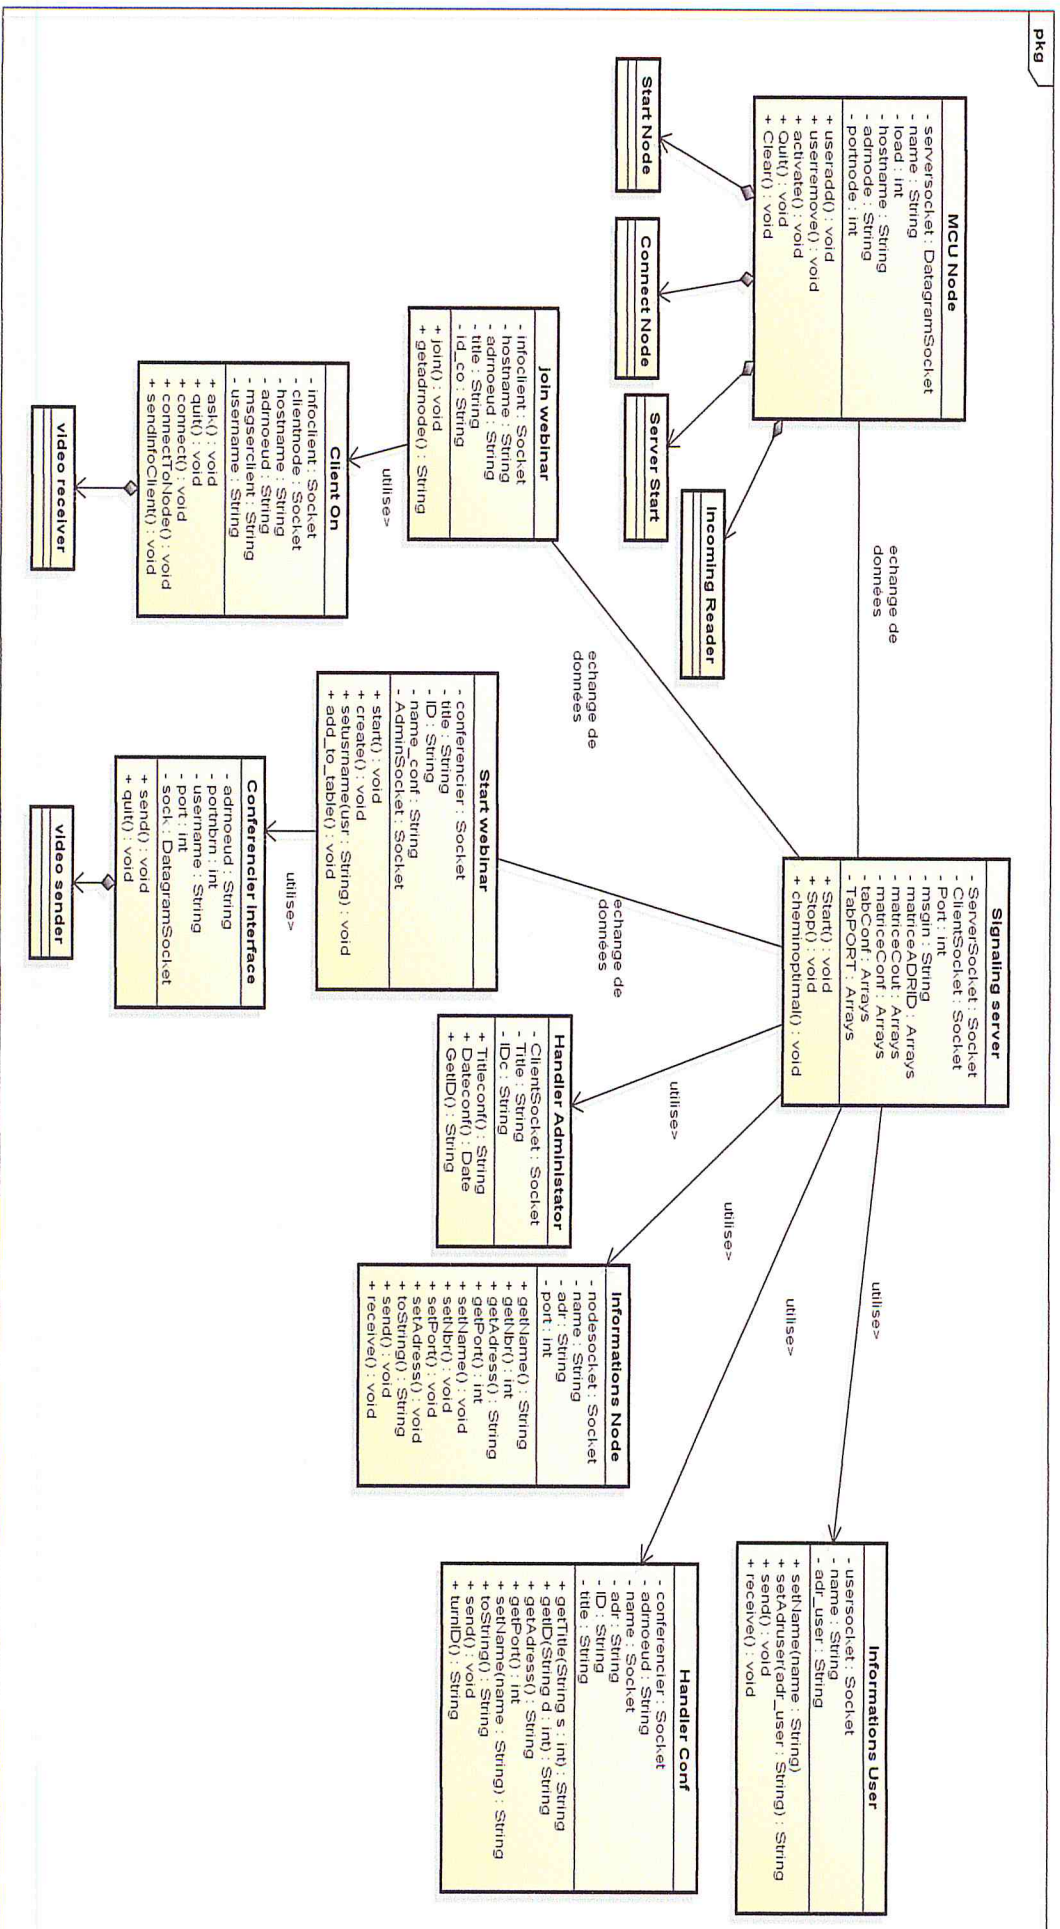 pkg
MCU Node
- serversocket : DatagramSocket
- name : String
- load : int
- hostname : String
- adrnode : String
- portnode : int
+ useradd() : void
+ userremove() : void
+ activate() : void
+ Quit() : void
+ Clear() : void
Start Node
Connect Node
Server Start
Incoming Reader
echange de
données
Signaling server
- ServerSocket : Socket
- ClientSocket : Socket
- Port : int
- msgin : String
- matriceADRID : Arrays
- matriceCout : Arrays
- matriceConf : Arrays
- tabConf : Arrays
- TabPORT : Arrays
+ Start() : void
+ Stop() : void
+ cheminoptimal() : void
utilise>
Informations User
- usersocket : Socket
- name : String
- adr_user : String
+ setName(name : String)
+ setAdruser(adr_user : String) : String
+ send() : void
+ receive() : void
join webinar
- infoclient : Socket
- hostname : String
- adrnoeud : String
- title : String
- id_co : String
+ join() : void
+ getadrnode() : String
echange de
données
utilise>
Client On
- infoclient : Socket
- clientnode : Socket
- hostname : String
- adrnoeud : String
- msgserclient : String
- username : String
+ ask() : void
+ quit() : void
+ connect() : void
+ connectToNode() : void
+ sendInfoClient() : void
video receiver
Start webinar
- conferencier : Socket
- title : String
- ID : String
- name_conf : String
- AdminSocket : Socket
+ start() : void
+ create() : void
+ setusrname(usr : String) : void
+ add_to_table() : void
echange de
données
utilise>
Conferencier Interface
- adrnoeud : String
- portnbrn : int
- username : String
- port : int
- sock : DatagramSocket
+ send() : void
+ quit() : void
video sender
utilise>
Handler Administator
- ClientSocket : Socket
- Title : String
- IDc : String
+ Titleconf() : String
+ Dateconf() : Date
+ GetID() : String
utilise>
Informations Node
- nodesocket : Socket
- name : String
- adr : String
- port : int
+ getName() : String
+ getNbr() : int
+ getAdress() : String
+ getPort() : int
+ setName() : void
+ setNbr() : void
+ setPort() : void
+ setAdress() : void
+ toString() : String
+ send() : void
+ receive() : void
utilise>
Handler Conf
- conferencier : Socket
- adrnoeud : String
- name : Socket
- adr : String
- ID : String
- title : String
+ getTitle(String s : int) : String
+ getID(String d : int) : String
+ getAdress() : String
+ getPort() : int
+ setName(name : String) : String
+ toString() : String
+ send() : void
+ turnID() : String